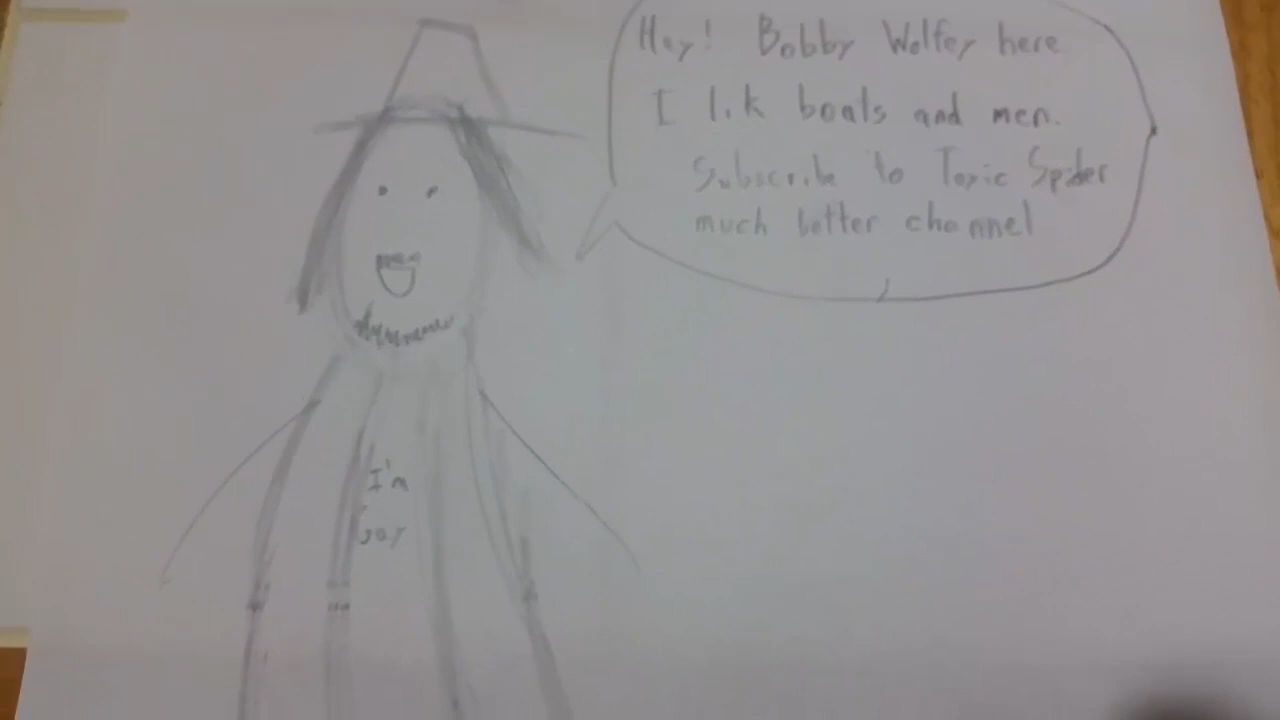 Hey! Bobby Wolfey here
I lik boats and men.
Subscribe to Toxic Spider
much better channel
I'm
gay